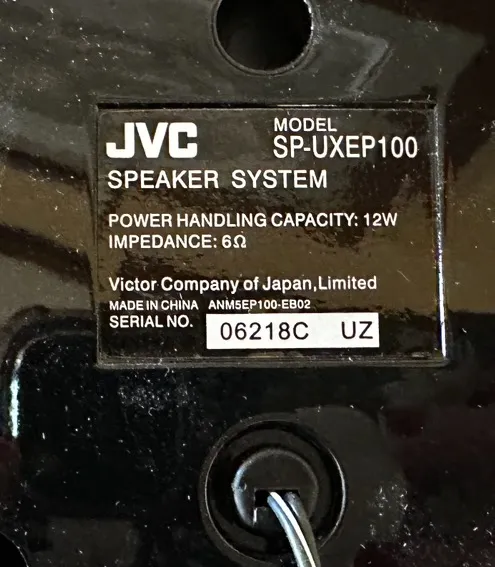 JVC
MODEL
SP-UXEP100
SPEAKER SYSTEM
POWER HANDLING CAPACITY: 12W
IMPEDANCE: 6Ω
Victor Company of Japan,Limited
MADE IN CHINA ANM5EP100-EB02
SERIAL NO. 06218C UZ